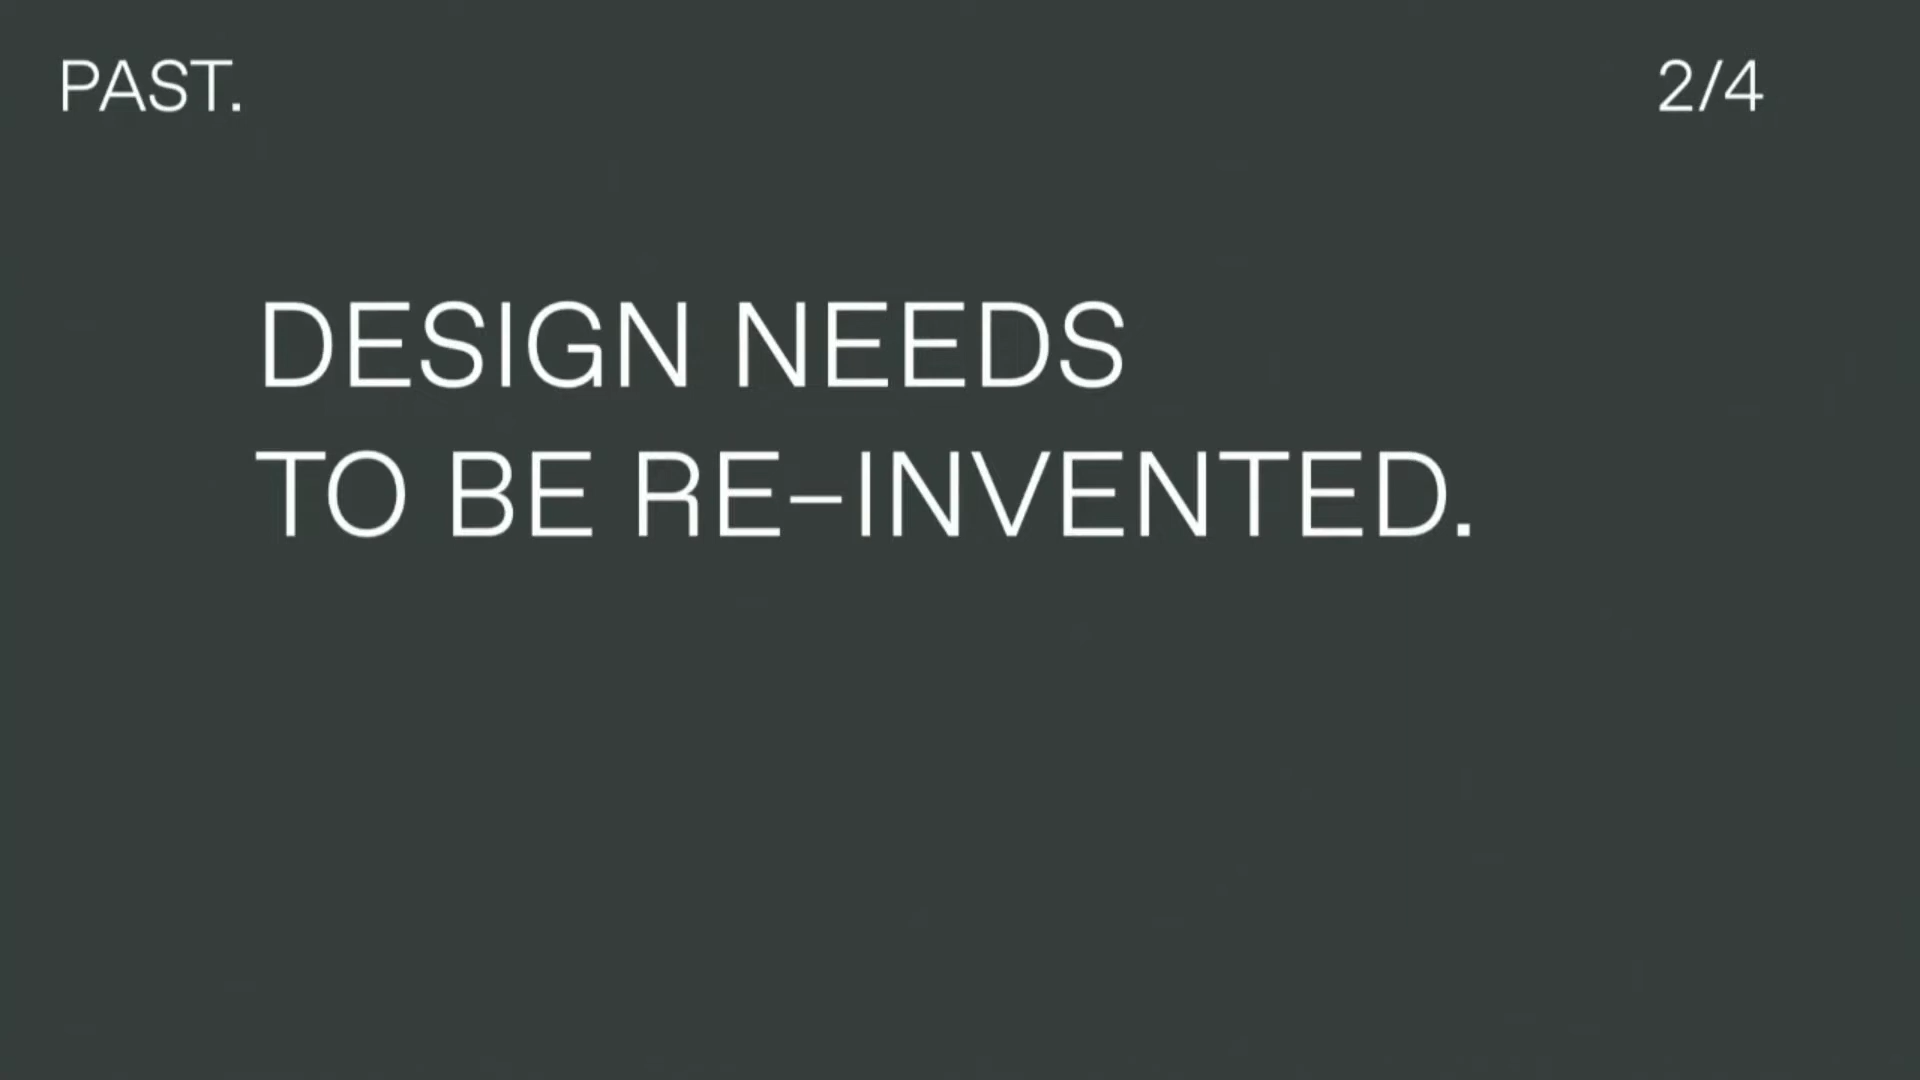 PAST.
2/4
DESIGN NEEDS
TO BE RE-INVENTED.